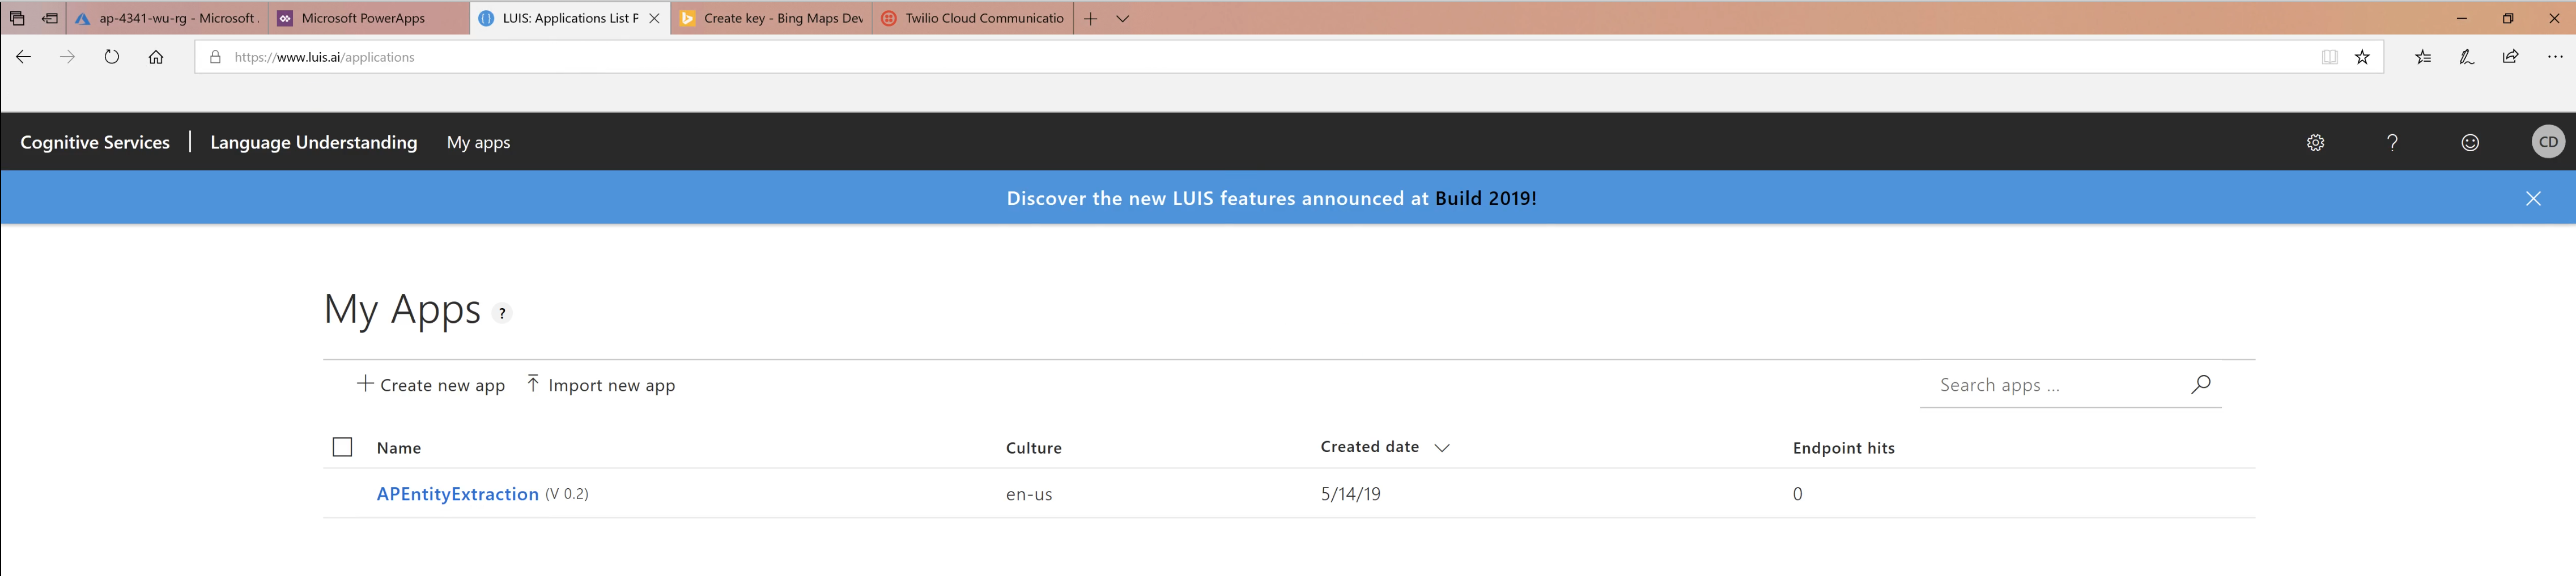 ap-4341-wu-rg - Microsoft. Microsoft PowerApps LUIS: Applications List F Create key - Bing Maps Dev Twilio Cloud Communicatio
https://www.luis.ai/applications
Cognitive Services | Language Understanding My apps ? CD
Discover the new LUIS features announced at Build 2019!
My Apps ?
Create new app Import new app Search apps ...
Name Culture Created date Endpoint hits
APEntityExtraction (V 0.2) en-us 5/14/19 0